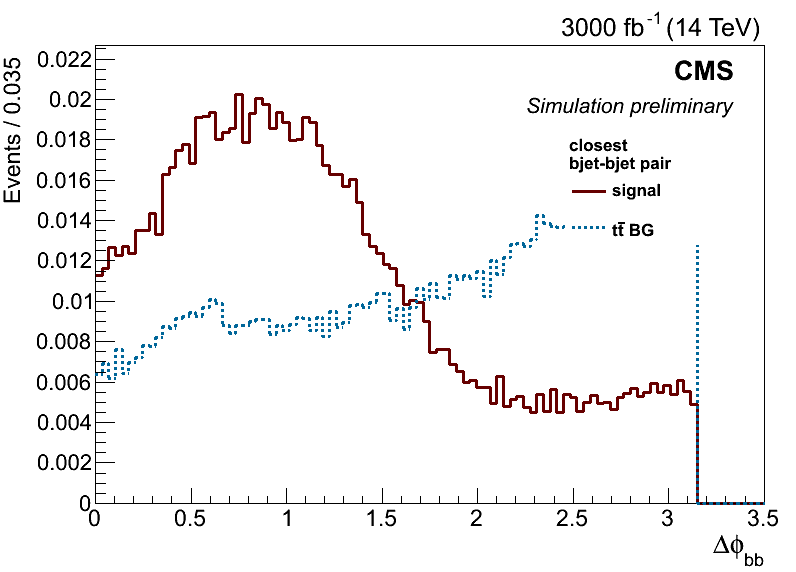 3000 fb⁻¹ (14 TeV)
CMS
Simulation preliminary
closest
bjet-bjet pair
signal
tt̄ BG
Events / 0.035
0.022
0.02
0.018
0.016
0.014
0.012
0.01
0.008
0.006
0.004
0.002
0
0 0.5 1 1.5 2 2.5 3 3.5
Δϕbb